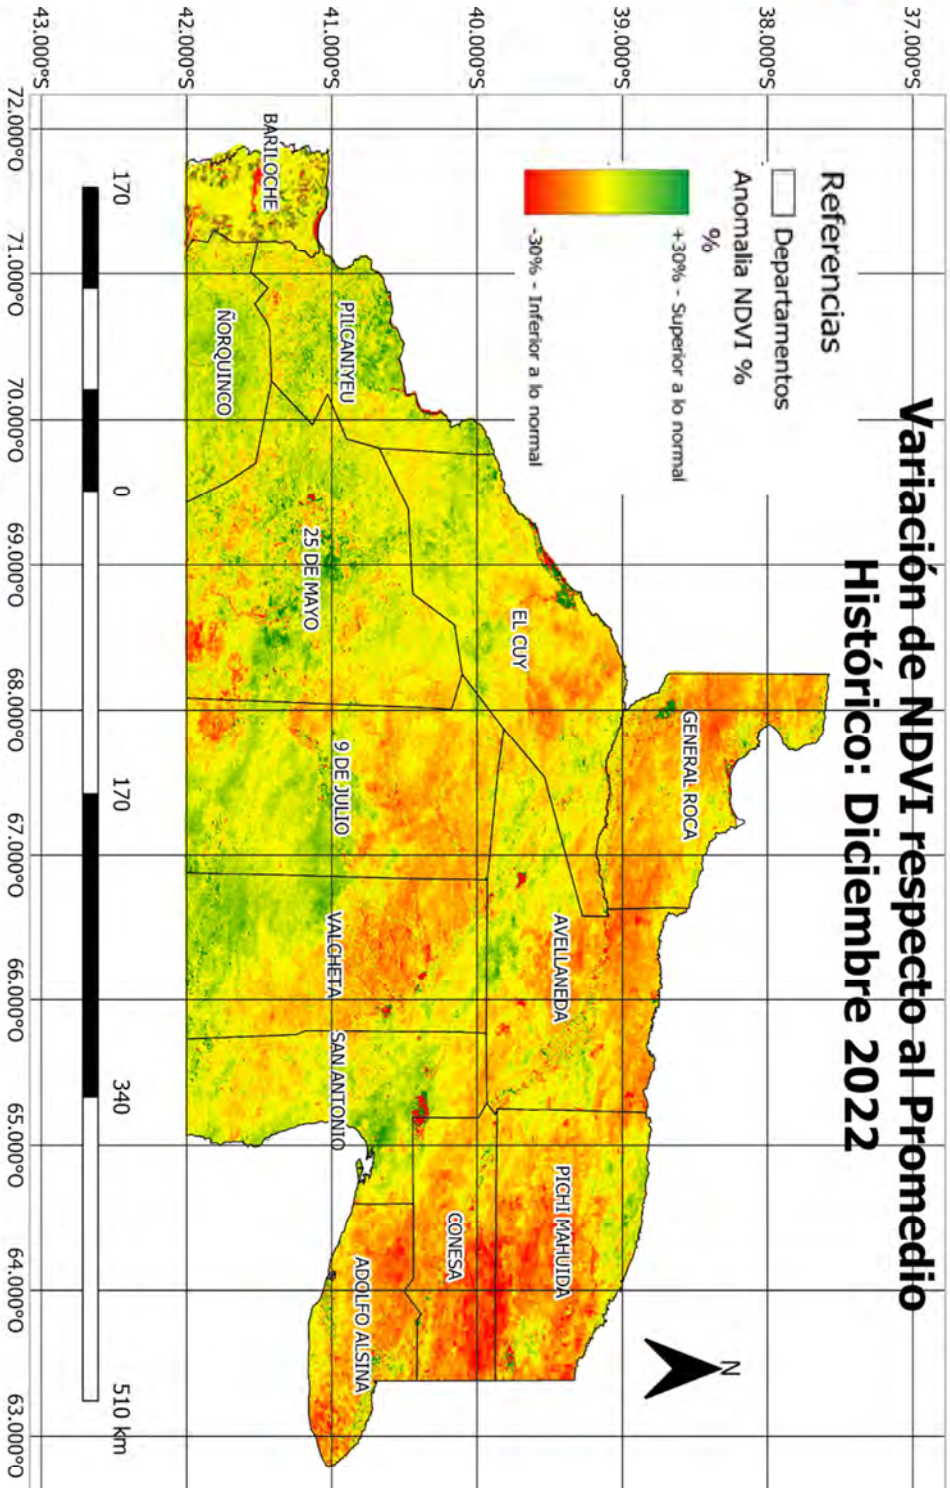 Variación de NDVI respecto al Promedio
Histórico: Diciembre 2022
37.000°S
38.000°S
39.000°S
40.000°S
41.000°S
42.000°S
43.000°S
Referencias
Departamentos
Anomalia NDVI %
%
+30% - Superior a lo normal
-30% - Inferior a lo normal
N
GENERAL ROCA
EL CUY
AVELLANEDA
PICHI MAHUIDA
CONESA
PILCANIYEU
25 DE MAYO
9 DE JULIO
VALCHETA
SAN ANTONIO
ADOLFO ALSINA
BARILOCHE
ÑORQUINCO
170
0
170
340
510 km
72.000°O
71.000°O
70.000°O
69.000°O
68.000°O
67.000°O
66.000°O
65.000°O
64.000°O
63.000°O